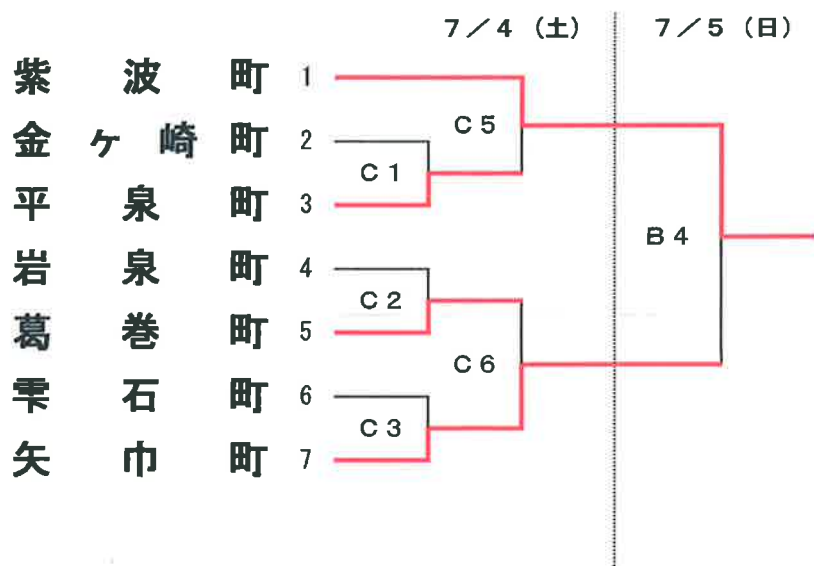 7/4 (土) 7/5 (日)
紫波町 1
金ヶ崎町 2
平泉町 3
岩泉町 4
葛巻町 5
雫石町 6
矢巾町 7
C5
C1
B4
C2
C6
C3